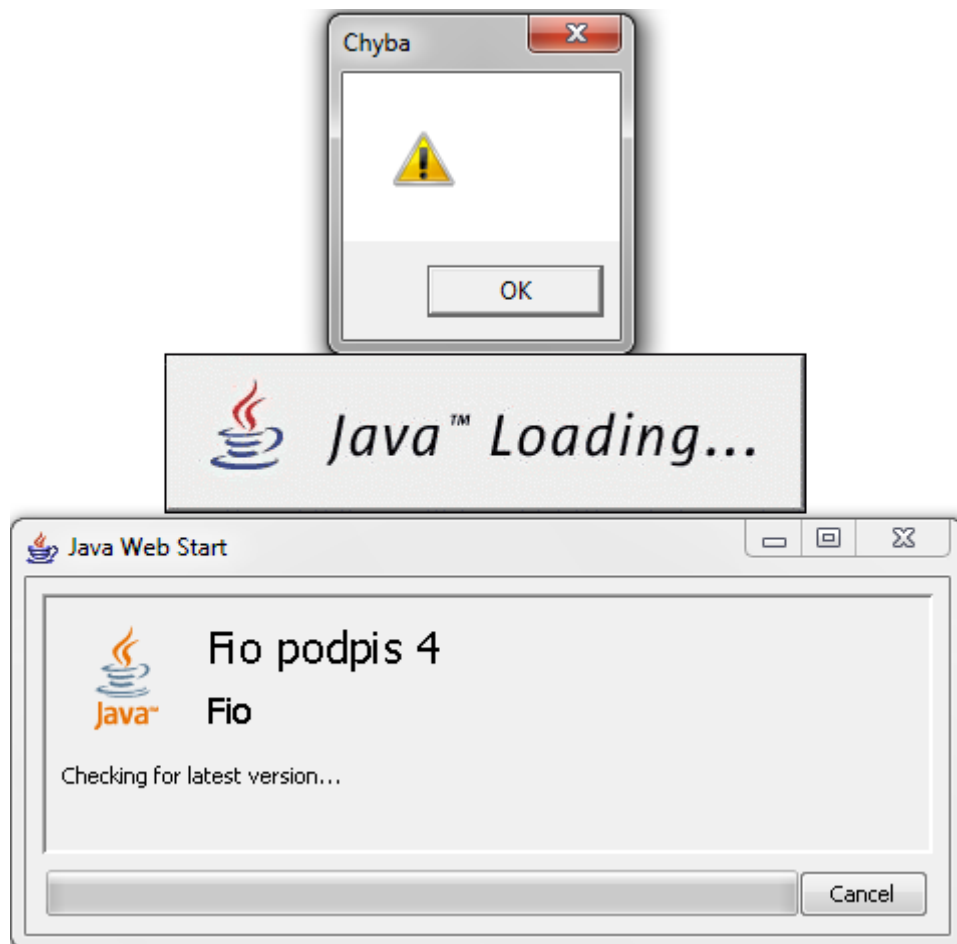 Chyba
OK
Java™ Loading...
Java Web Start
Fio podpis 4
Java™
Fio
Checking for latest version...
Cancel